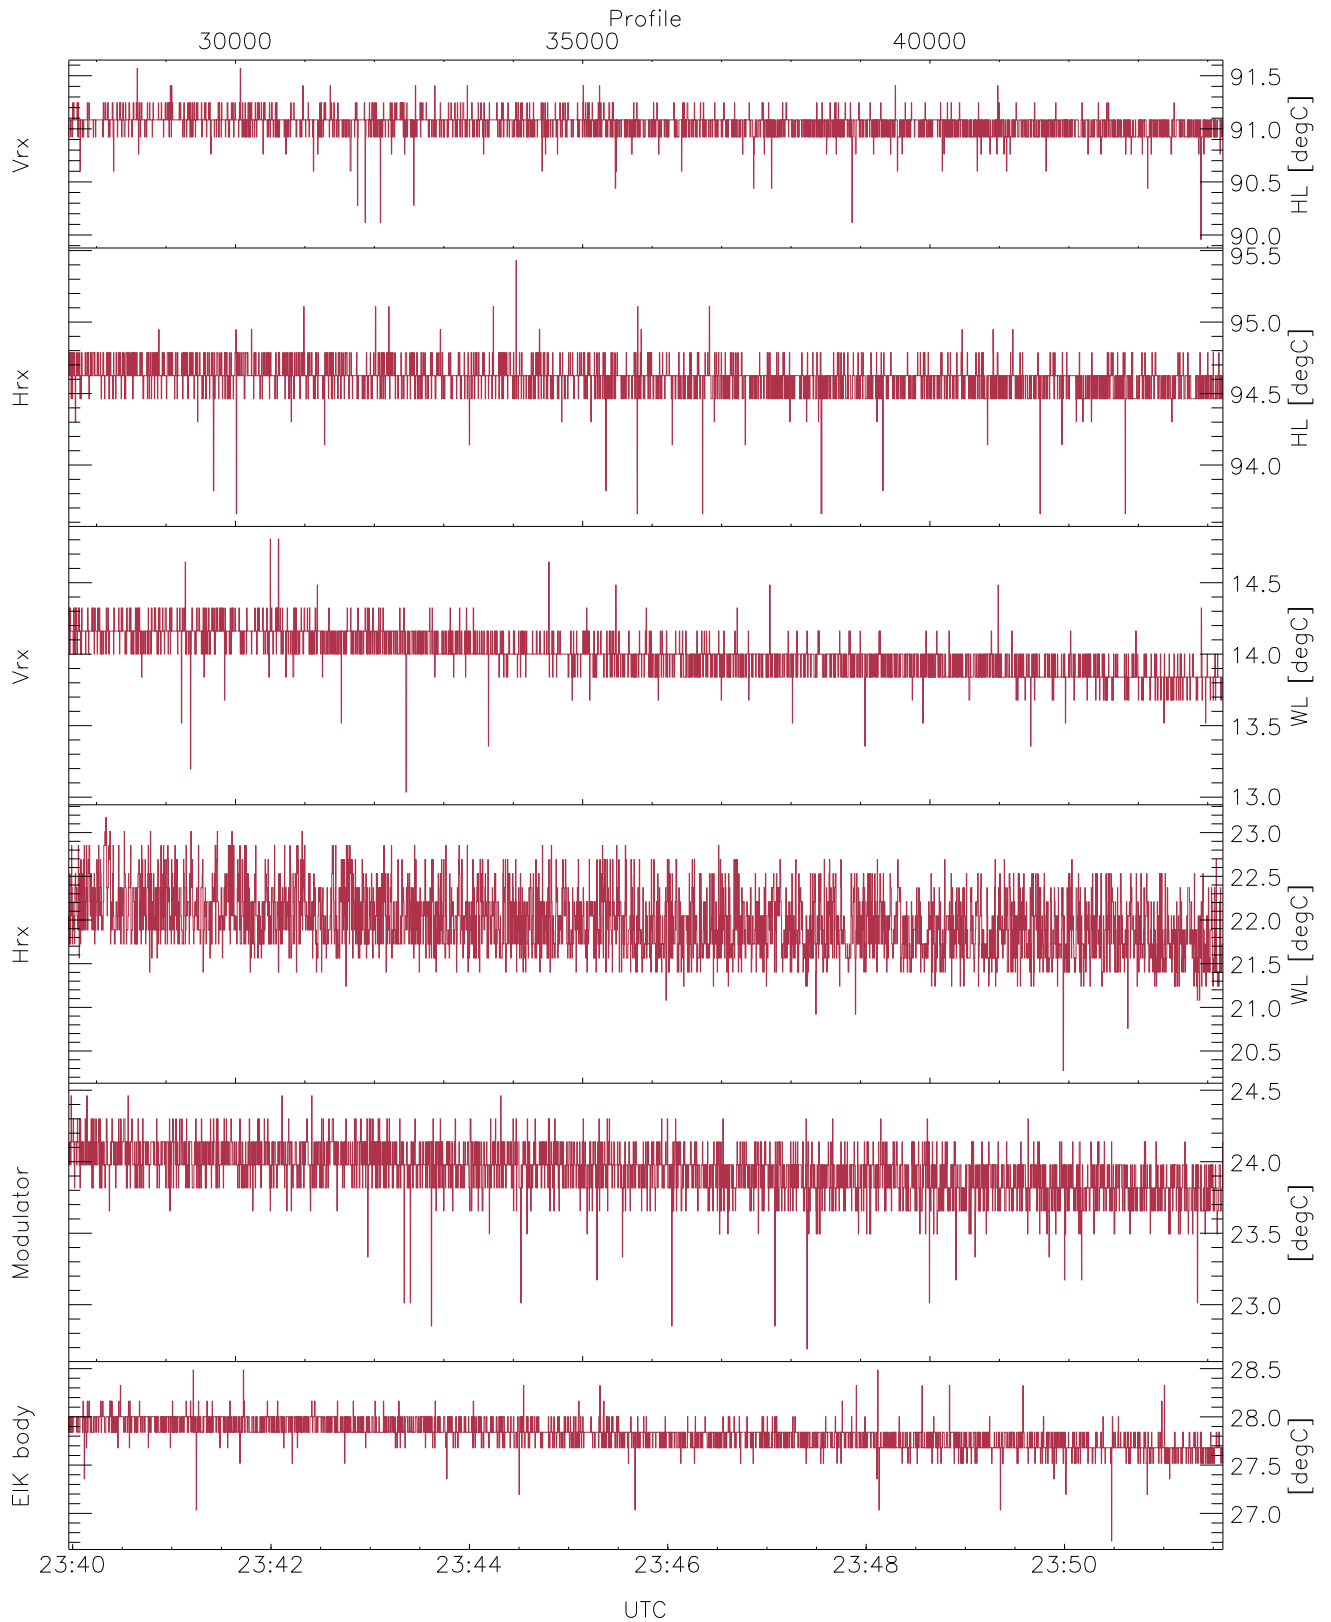 Profile
30000 35000 40000
Vrx
91.5
91.0
90.5
90.0
HL [degC]
Hrx
95.5
95.0
94.5
94.0
HL [degC]
Vrx
14.5
14.0
13.5
13.0
WL [degC]
Hrx
23.0
22.5
22.0
21.5
21.0
20.5
WL [degC]
Modulator
24.5
24.0
23.5
23.0
[degC]
EIK body
28.5
28.0
27.5
27.0
[degC]
23:40 23:42 23:44 23:46 23:48 23:50
UTC